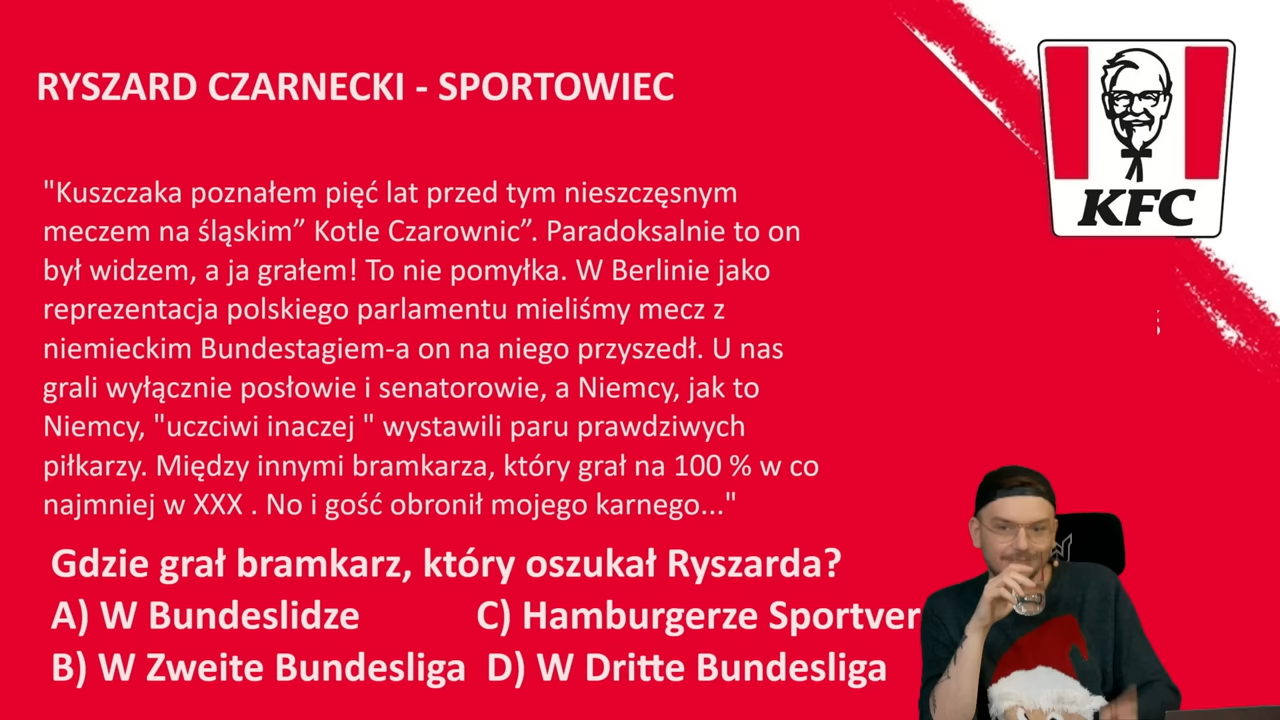 RYSZARD CZARNECKI - SPORTOWIEC
KFC
"Kuszczaka poznałem pięć lat przed tym nieszczęsnym
meczem na śląskim” Kotle Czarownic”. Paradoksalnie to on
był widzem, a ja grałem! To nie pomyłka. W Berlinie jako
reprezentacja polskiego parlamentu mieliśmy mecz z
niemieckim Bundestagiem-a on na niego przyszedł. U nas
grali wyłącznie posłowie i senatorowie, a Niemcy, jak to
Niemcy, "uczciwi inaczej " wystawili paru prawdziwych
piłkarzy. Między innymi bramkarza, który grał na 100 % w co
najmniej w XXX . No i gość obronił mojego karnego..."
Gdzie grał bramkarz, który oszukał Ryszarda?
A) W Bundeslidze C) Hamburgerze Sportver
B) W Zweite Bundesliga D) W Dritte Bundesliga